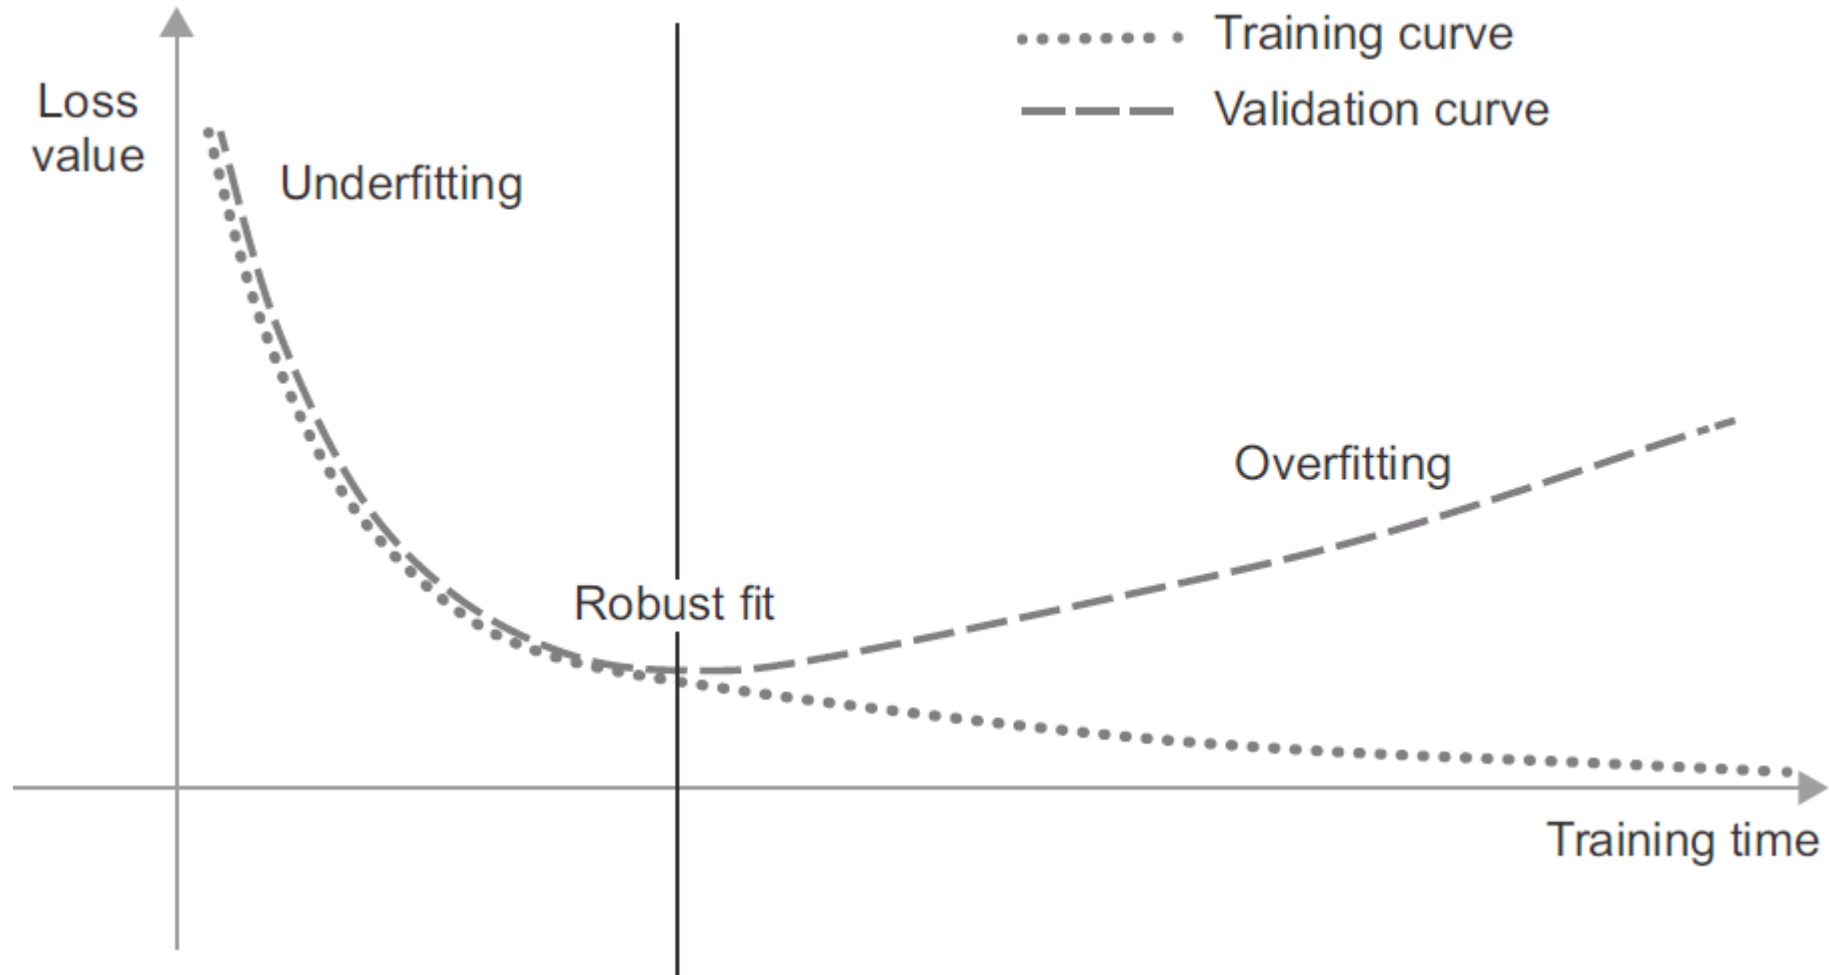 Loss
value
Training curve
Validation curve
Underfitting
Overfitting
Robust fit
Training time